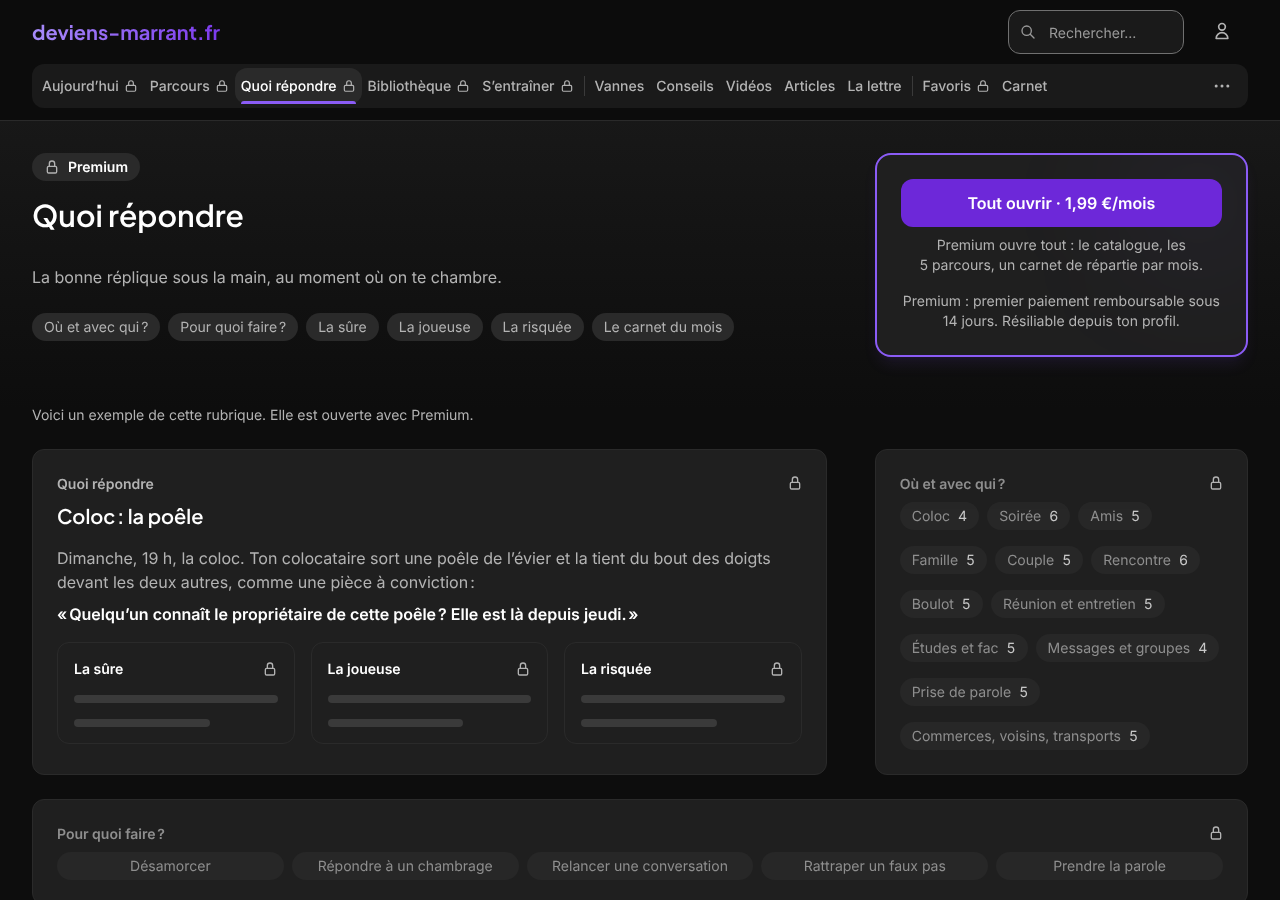 deviens-marrant.fr
Rechercher...
Aujourd'hui Parcours Quoi répondre Bibliothèque S'entraîner Vannes Conseils Vidéos Articles La lettre Favoris Carnet
Premium
Quoi répondre
La bonne réplique sous la main, au moment où on te chambre.
Où et avec qui ? Pour quoi faire ? La sûre La joueuse La risquée Le carnet du mois
Tout ouvrir · 1,99 €/mois
Premium ouvre tout : le catalogue, les
5 parcours, un carnet de répartie par mois.
Premium : premier paiement remboursable sous
14 jours. Résiliable depuis ton profil.
Voici un exemple de cette rubrique. Elle est ouverte avec Premium.
Quoi répondre
Coloc : la poêle
Dimanche, 19 h, la coloc. Ton colocataire sort une poêle de l'évier et la tient du bout des doigts
devant les deux autres, comme une pièce à conviction :
« Quelqu'un connaît le propriétaire de cette poêle ? Elle est là depuis jeudi. »
La sûre La joueuse La risquée
Où et avec qui ?
Coloc 4 Soirée 6 Amis 5
Famille 5 Couple 5 Rencontre 6
Boulot 5 Réunion et entretien 5
Études et fac 5 Messages et groupes 4
Prise de parole 5
Commerces, voisins, transports 5
Pour quoi faire ?
Désamorcer Répondre à un chambrage Relancer une conversation Rattraper un faux pas Prendre la parole